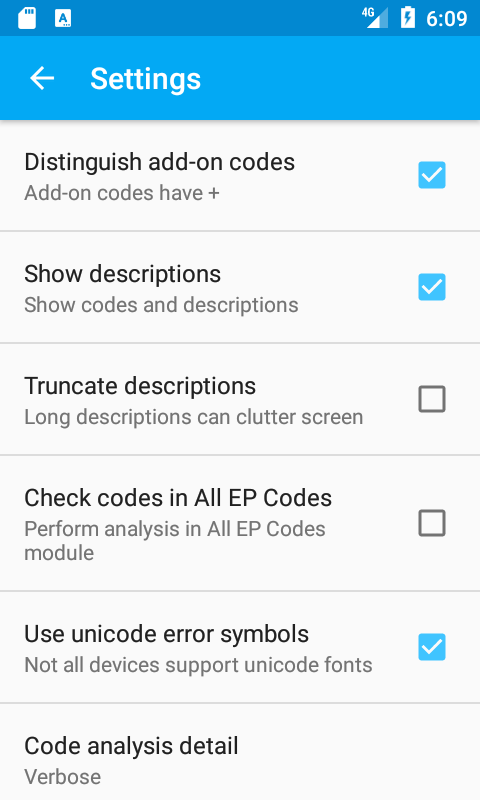 4G 6:09
Settings
Distinguish add-on codes
Add-on codes have +
Show descriptions
Show codes and descriptions
Truncate descriptions
Long descriptions can clutter screen
Check codes in All EP Codes
Perform analysis in All EP Codes
module
Use unicode error symbols
Not all devices support unicode fonts
Code analysis detail
Verbose